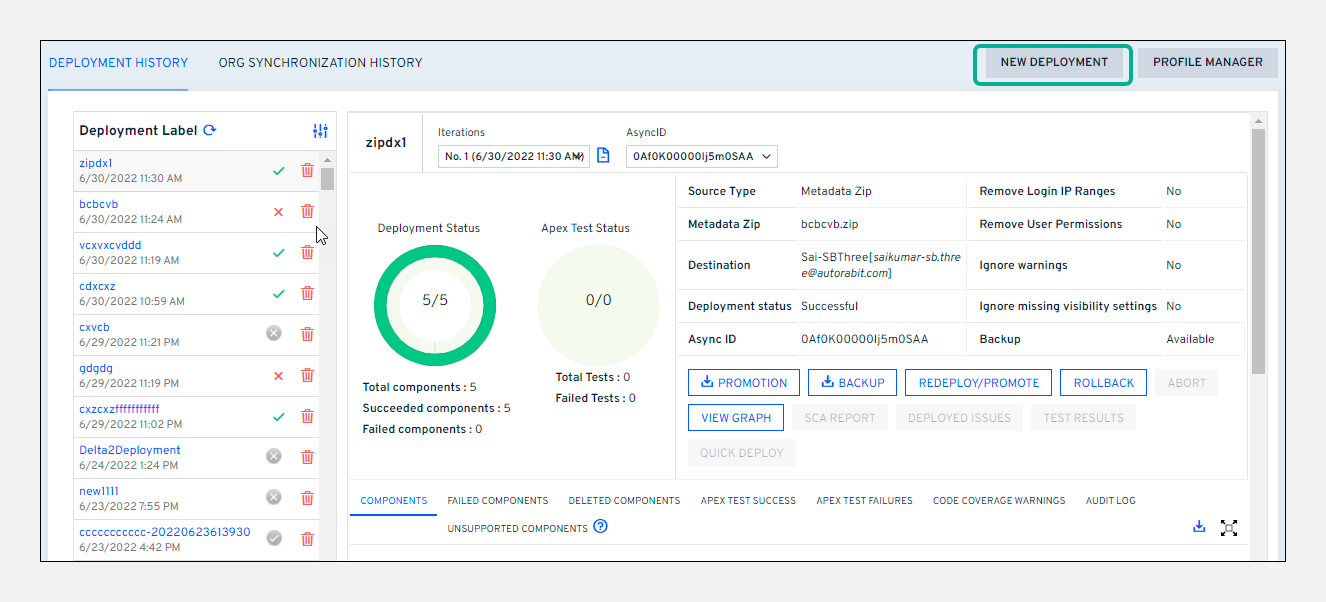 DEPLOYMENT HISTORY
ORG SYNCHRONIZATION HISTORY
NEW DEPLOYMENT
PROFILE MANAGER
Deployment Label
zipdx1
6/30/2022 11:30 AM
bcbcvb
6/30/2022 11:24 AM
vcxvxcvddd
6/30/2022 11:19 AM
cdxcxz
6/30/2022 10:59 AM
cxvcb
6/29/2022 11:21 PM
gdgdg
6/29/2022 11:19 PM
cxzcxzfffffffffff
6/29/2022 11:02 PM
Delta2Deployment
6/24/2022 1:24 PM
new1111
6/23/2022 7:55 PM
ccccccccccc-20220623613930
6/23/2022 4:42 PM
zipdx1
Iterations
No. 1 (6/30/2022 11:30 AM)
AsyncID
0Af0K00000Ij5m0SAA
Deployment Status
5/5
Total components : 5
Succeeded components : 5
Failed components : 0
Apex Test Status
0/0
Total Tests : 0
Failed Tests : 0
Source Type Metadata Zip
Metadata Zip bcbcvb.zip
Destination Sai-SBThree[saikumar-sb.thre
e@autorabit.com]
Deployment status Successful
Async ID 0Af0K00000Ij5m0SAA
Remove Login IP Ranges No
Remove User Permissions No
Ignore warnings No
Ignore missing visibility settings No
Backup Available
PROMOTION BACKUP REDEPLOY/PROMOTE ROLLBACK ABORT
VIEW GRAPH SCA REPORT DEPLOYED ISSUES TEST RESULTS
QUICK DEPLOY
COMPONENTS FAILED COMPONENTS DELETED COMPONENTS APEX TEST SUCCESS APEX TEST FAILURES CODE COVERAGE WARNINGS AUDIT LOG
UNSUPPORTED COMPONENTS